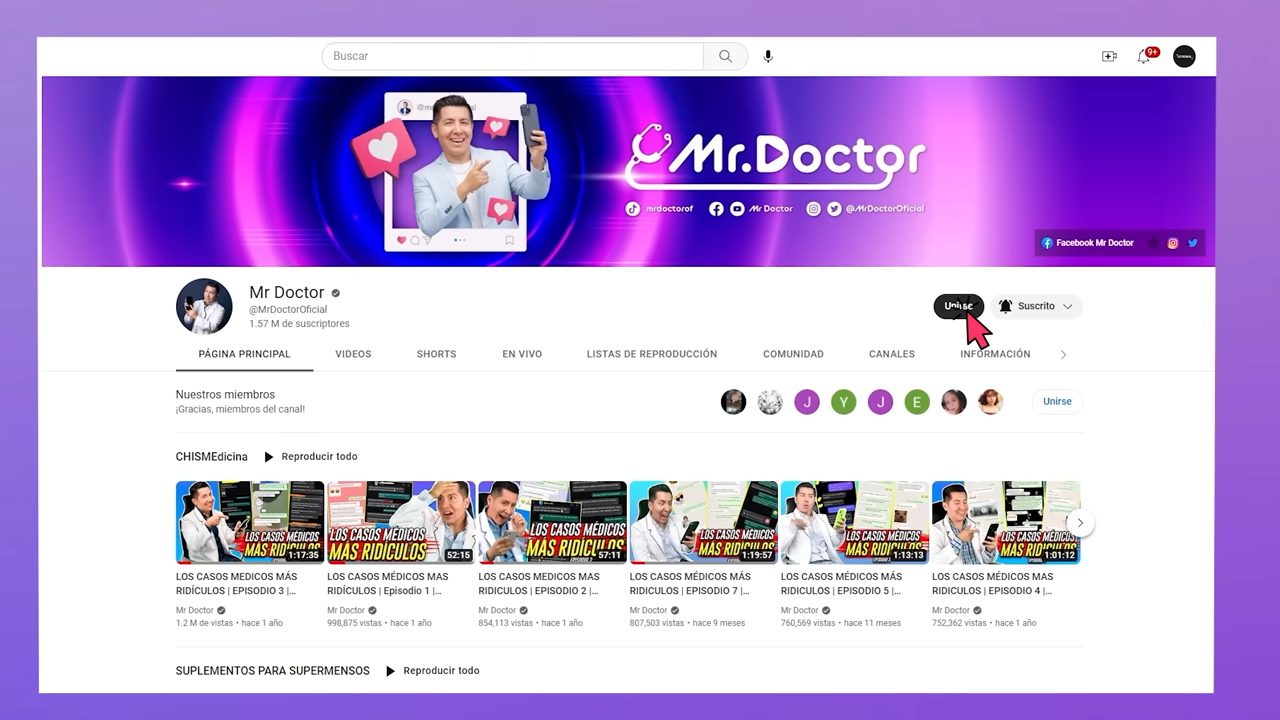 Buscar
9+
Mr.Doctor
mrdoctorof Mr Doctor @MrDoctorOficial
Facebook Mr Doctor
Mr Doctor
@MrDoctorOficial
1.57 M de suscriptores
Unirse
Suscrito
PÁGINA PRINCIPAL VIDEOS SHORTS EN VIVO LISTAS DE REPRODUCCIÓN COMUNIDAD CANALES INFORMACIÓN
Nuestros miembros
¡Gracias, miembros del canal!
J Y J E
Unirse
CHISMEdicina Reproducir todo
LOS CASOS MÉDICOS
MÁS RIDÍCULOS
1:17:35
LOS CASOS MÉDICOS
MÁS RIDÍCULOS
52:15
LOS CASOS MÉDICOS
MÁS RIDÍCULOS
57:11
LOS CASOS MÉDICOS
MÁS RIDÍCULOS
1:19:57
LOS CASOS MÉDICOS
MÁS RIDÍCULOS
1:13:13
LOS CASOS MÉDICOS
MÁS RIDÍCULOS
1:01:12
LOS CASOS MEDICOS MÁS
RIDÍCULOS | EPISODIO 3 |...
Mr Doctor
1.2 M de vistas • hace 1 año
LOS CASOS MÉDICOS MAS
RIDÍCULOS | Episodio 1 |...
Mr Doctor
998,875 vistas • hace 1 año
LOS CASOS MEDICOS MAS
RIDICULOS | EPISODIO 2 |...
Mr Doctor
854,113 vistas • hace 1 año
LOS CASOS MÉDICOS MÁS
RIDICULOS | EPISODIO 7 |...
Mr Doctor
807,503 vistas • hace 9 meses
LOS CASOS MÉDICOS MÁS
RIDICULOS | EPISODIO 5 |...
Mr Doctor
760,569 vistas • hace 11 meses
LOS CASOS MÉDICOS MAS
RIDICULOS | EPISODIO 4 |...
Mr Doctor
752,362 vistas • hace 1 año
SUPLEMENTOS PARA SUPERMENSOS Reproducir todo